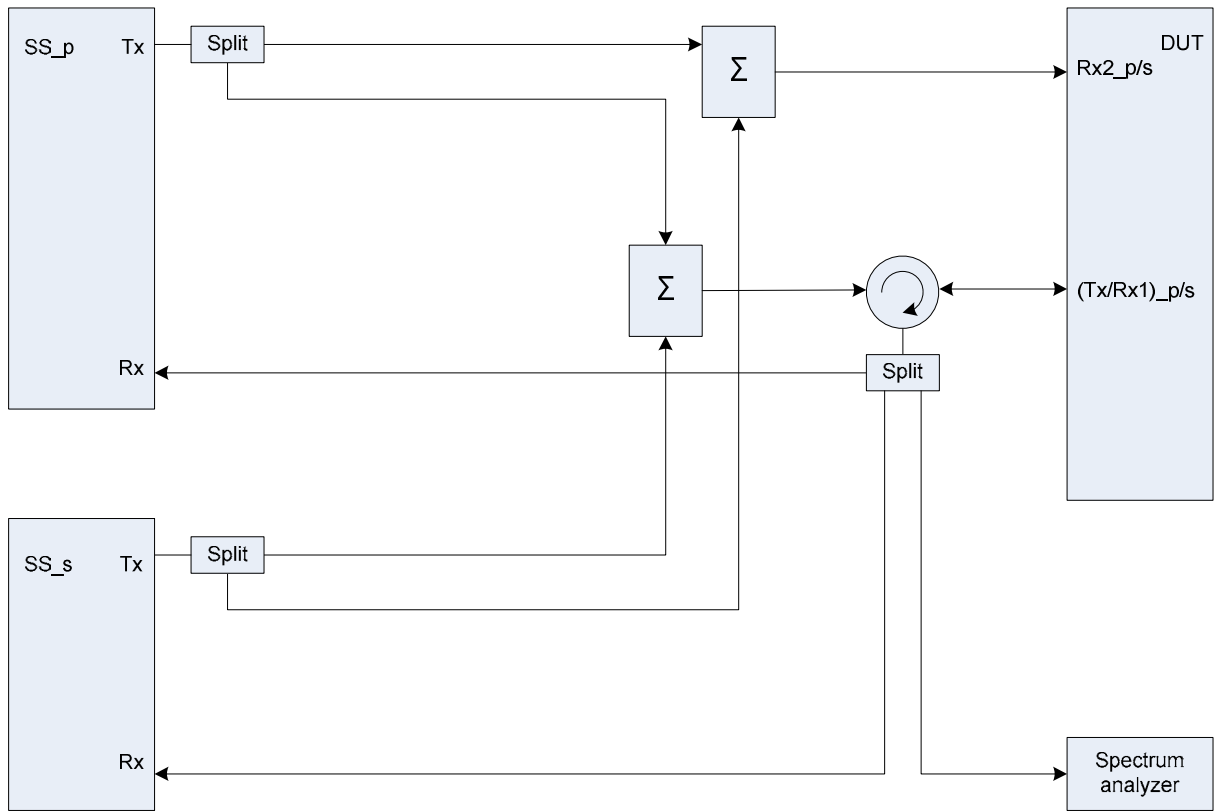 SS_p
Tx
Split
Σ
DUT
Rx2_p/s
Σ
(Tx/Rx1)_p/s
Rx
Split
SS_s
Tx
Split
Rx
Spectrum
analyzer